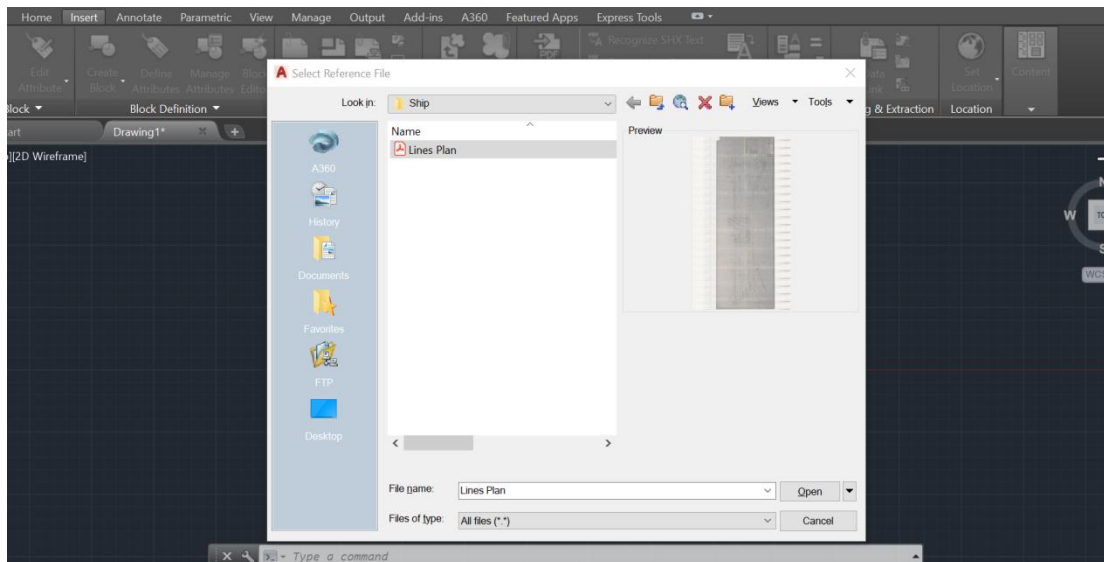 Home Insert Annotate Parametric View Manage Output Add-ins A360 Featured Apps Express Tools
Recognize SHX Text
PDF
Edit Attribute
Create Block
Define Attributes
Manage Attributes
Block
Set Location
Content
Block Definition
& Extraction
Location
Drawing1*
][2D Wireframe]
Select Reference File
Look in: Ship
Views Tools
Name
Lines Plan
Preview
A360
History
Documents
Favorites
FTP
Desktop
File name: Lines Plan Open
Files of type: All files (*.*) Cancel
W
Type a command